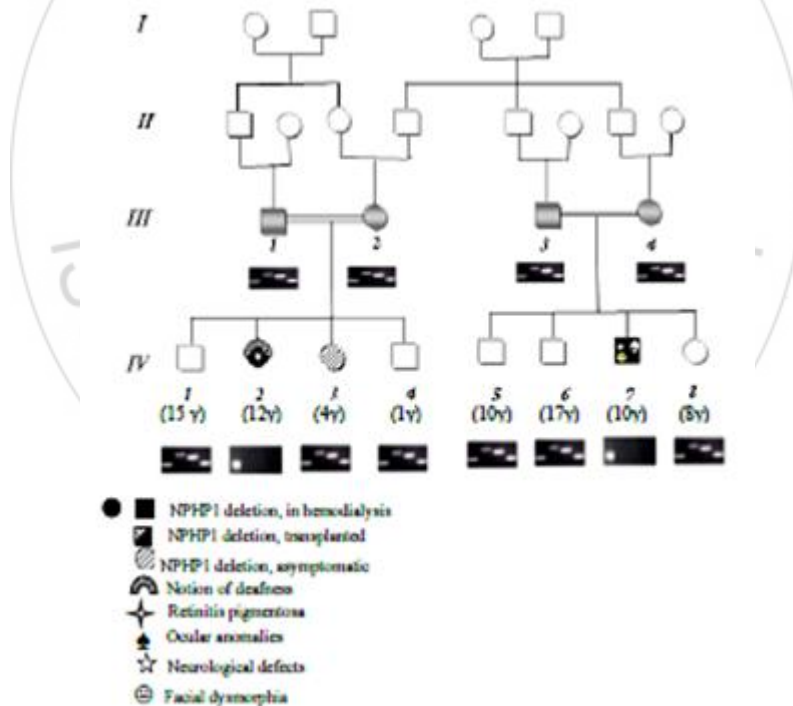 I
II
III
1 2 3 4
IV
1 2 3 4 5 6 7 8
(15 y) (12y) (4y) (1y) (10y) (17y) (10y) (8y)
NPHP1 deletion, in hemodialysis
NPHP1 deletion, transplanted
NPHP1 deletion, asymptomatic
Notion of deafness
Retinitis pigmentosa
Ocular anomalies
Neurological defects
Facial dysmorphia